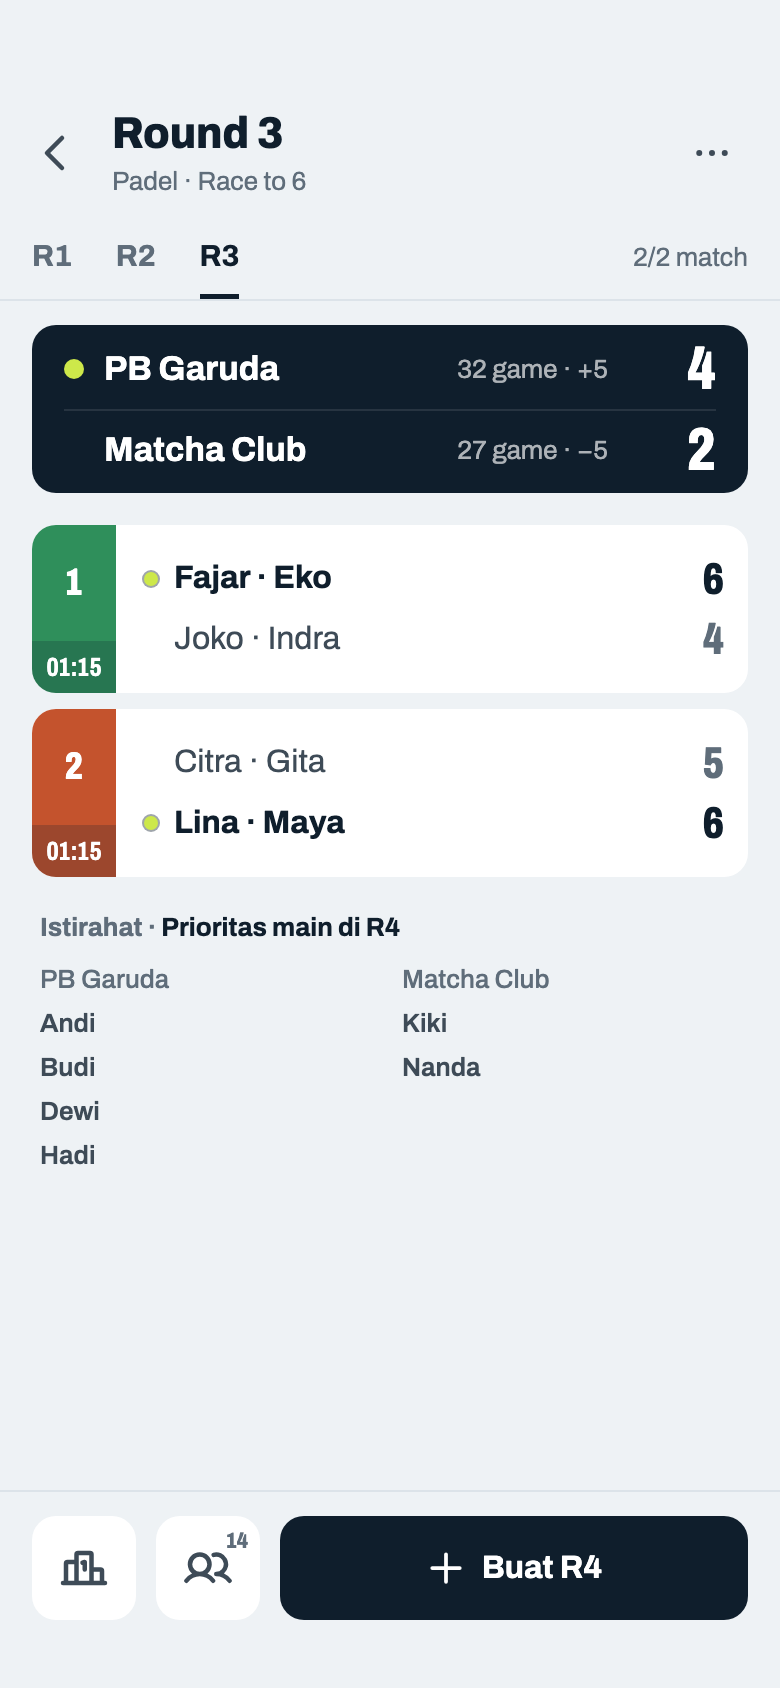 Round 3
Padel · Race to 6
R1 R2 R3 2/2 match
PB Garuda 32 game · +5 4
Matcha Club 27 game · −5 2
1 Fajar · Eko 6
Joko · Indra 4
01:15
2 Citra · Gita 5
Lina · Maya 6
01:15
Istirahat · Prioritas main di R4
PB Garuda Matcha Club
Andi Kiki
Budi Nanda
Dewi
Hadi
14
Buat R4